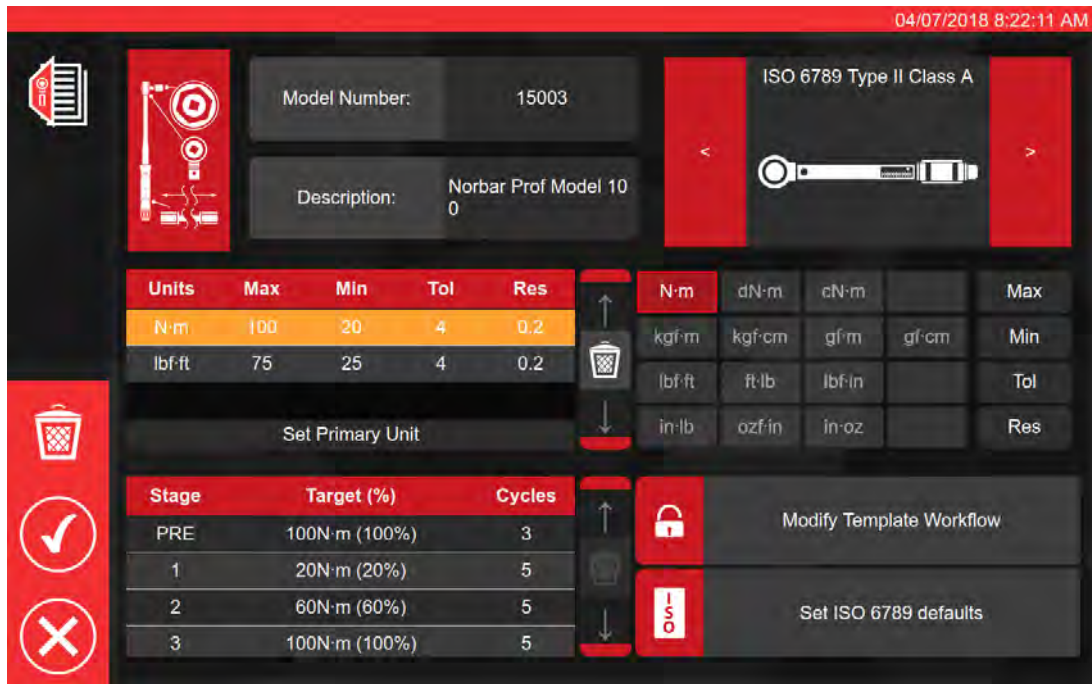 04/07/2018 8:22:11 AM
Model Number: 15003
ISO 6789 Type II Class A
< >
Description: Norbar Prof Model 10
0
Units Max Min Tol Res
N·m 100 20 4 0.2
lbf·ft 75 25 4 0.2
Set Primary Unit
N·m dN·m cN·m Max
kgf·m kgf·cm gf·m gf·cm Min
lbf·ft ft·lb lbf·in Tol
in·lb ozf·in in·oz Res
Stage Target (%) Cycles
PRE 100N·m (100%) 3
1 20N·m (20%) 5
2 60N·m (60%) 5
3 100N·m (100%) 5
Modify Template Workflow
ISO
Set ISO 6789 defaults